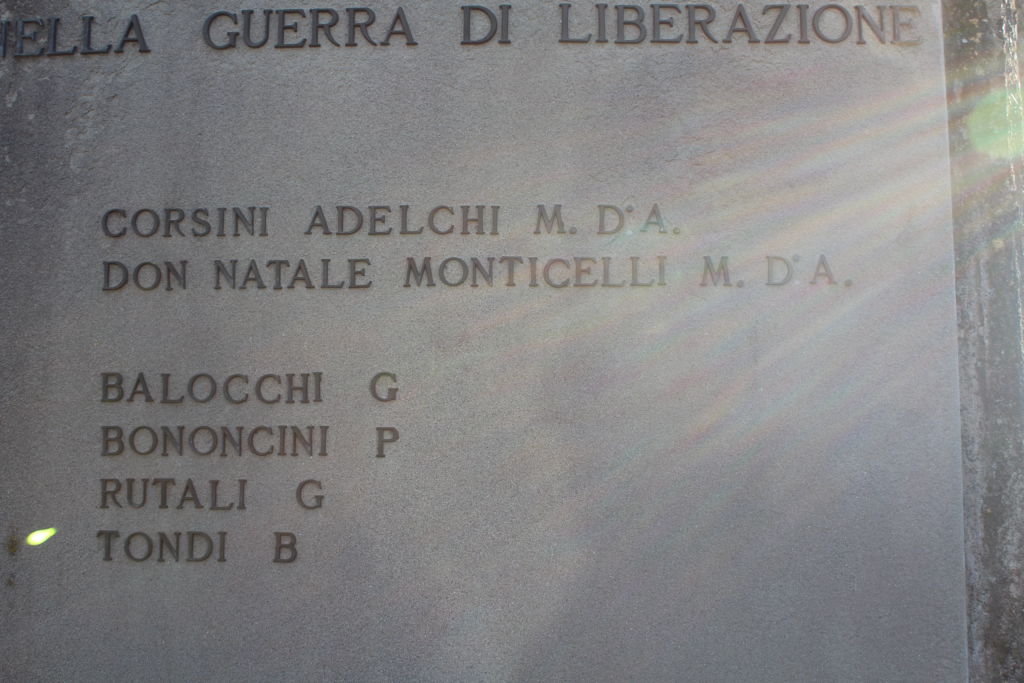 NELLA GUERRA DI LIBERAZIONE
CORSINI ADELCHI M. D'A.
DON NATALE MONTICELLI M. D'A.
BALOCCHI G
BONONCINI P
RUTALI G
TONDI B